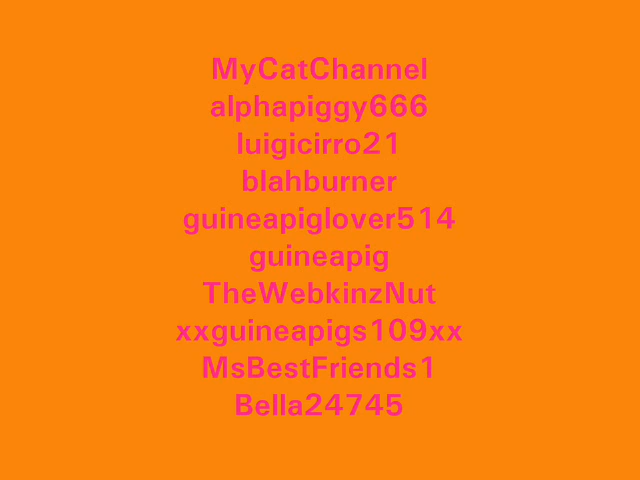 MyCatChannel
alphapiggy666
luigicirro21
blahburner
guineapiglover514
guineapig
TheWebkinzNut
xxguineapigs109xx
MsBestFriends1
Bella24745